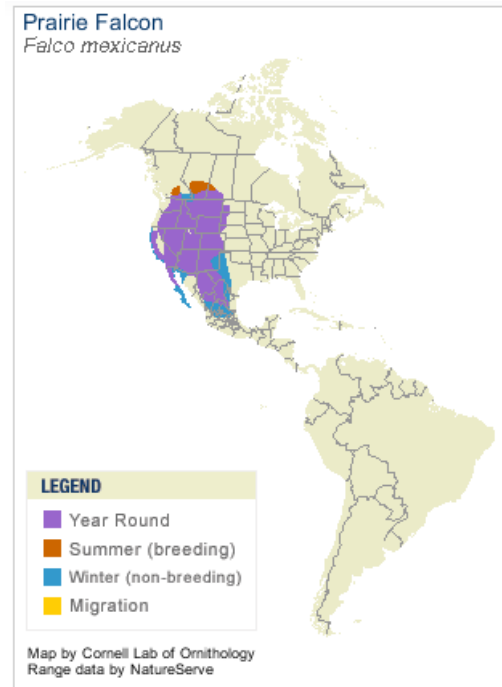 Prairie Falcon
Falco mexicanus
LEGEND
Year Round
Summer (breeding)
Winter (non-breeding)
Migration
Map by Cornell Lab of Ornithology
Range data by NatureServe